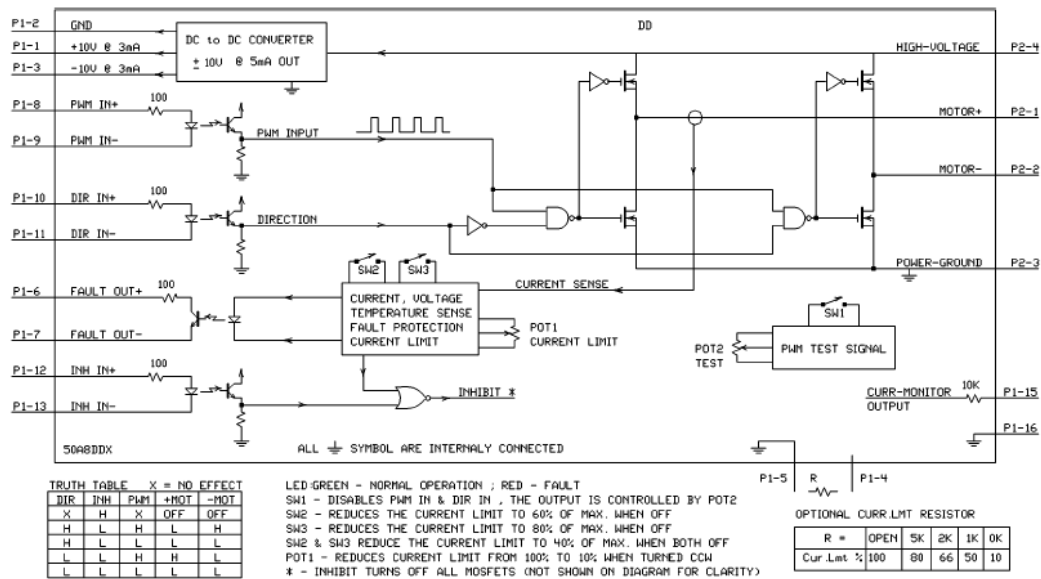 P1-2 GND
P1-1 +10V @ 3mA
P1-3 -10V @ 3mA
DC to DC CONVERTER
± 10V @ 5mA OUT
DD
HIGH-VOLTAGE P2-4
P1-8 PWM IN+ 100
P1-9 PWM IN-
PWM INPUT
MOTOR+ P2-1
MOTOR- P2-2
P1-10 DIR IN+ 100
P1-11 DIR IN-
DIRECTION
POWER-GROUND P2-3
SW2 SW3
CURRENT SENSE
P1-6 FAULT OUT+ 100
P1-7 FAULT OUT-
CURRENT, VOLTAGE
TEMPERATURE SENSE
FAULT PROTECTION
CURRENT LIMIT
POT1
CURRENT LIMIT
SW1
POT2
TEST
PWM TEST SIGNAL
P1-12 INH IN+ 100
P1-13 INH IN-
INHIBIT *
CURR-MONITOR
OUTPUT
10K P1-15
P1-16
50A8DDX
ALL SYMBOL ARE INTERNALY CONNECTED
P1-5 R P1-4
TRUTH TABLE X = NO EFFECT
DIR INH PWM +MOT -MOT
X H X OFF OFF
H L H L H
H L L L L
L L H H L
L L L L L
LED:GREEN - NORMAL OPERATION ; RED - FAULT
SW1 - DISABLES PWM IN & DIR IN , THE OUTPUT IS CONTROLLED BY POT2
SW2 - REDUCES THE CURRENT LIMIT TO 60% OF MAX. WHEN OFF
SW3 - REDUCES THE CURRENT LIMIT TO 80% OF MAX. WHEN OFF
SW2 & SW3 REDUCE THE CURRENT LIMIT TO 40% OF MAX. WHEN BOTH OFF
POT1 - REDUCES CURRENT LIMIT FROM 100% TO 10% WHEN TURNED CCW
* - INHIBIT TURNS OFF ALL MOSFETS (NOT SHOWN ON DIAGRAM FOR CLARITY)
OPTIONAL CURR.LMT RESISTOR
R = OPEN 5K 2K 1K 0K
Cur.Lmt % 100 80 66 50 10